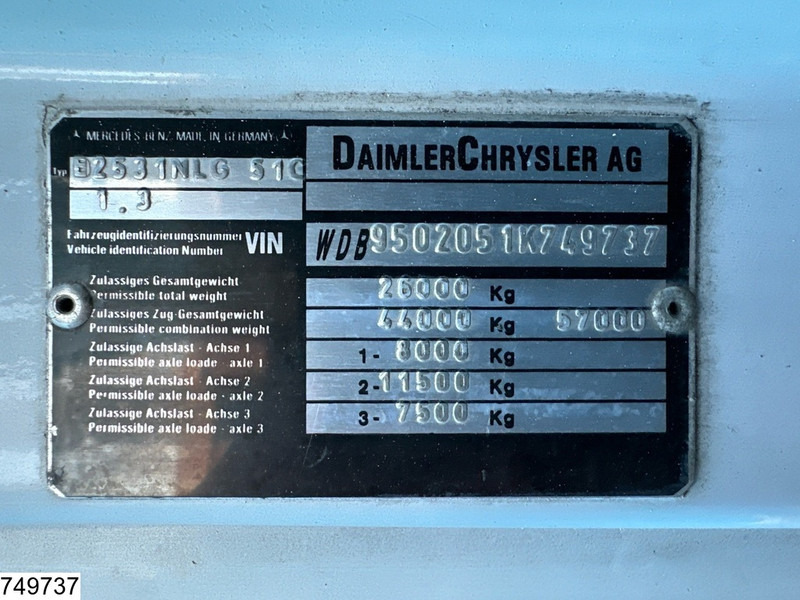 MERCEDES-BENZ MADE IN GERMANY
DAIMLERCHRYSLER AG
typ B2531NLG 51C
1.3
Fahrzeugidentifizierungsnummer
Vehicle identification Number VIN WDB9502051K749737
Zulassiges Gesamtgewicht
Permissible total weight 26000 Kg
Zulassiges Zug-Gesamtgewicht
Permissible combination weight 44000 Kg 57000
Zulassige Achslast - Achse 1
Permissible axle loade - axle 1 1- 8000 Kg
Zulassige Achslast - Achse 2
Permissible axle loade - axle 2 2- 11500 Kg
Zulassige Achslast - Achse 3
Permissible axle loade - axle 3 3- 7500 Kg
749737